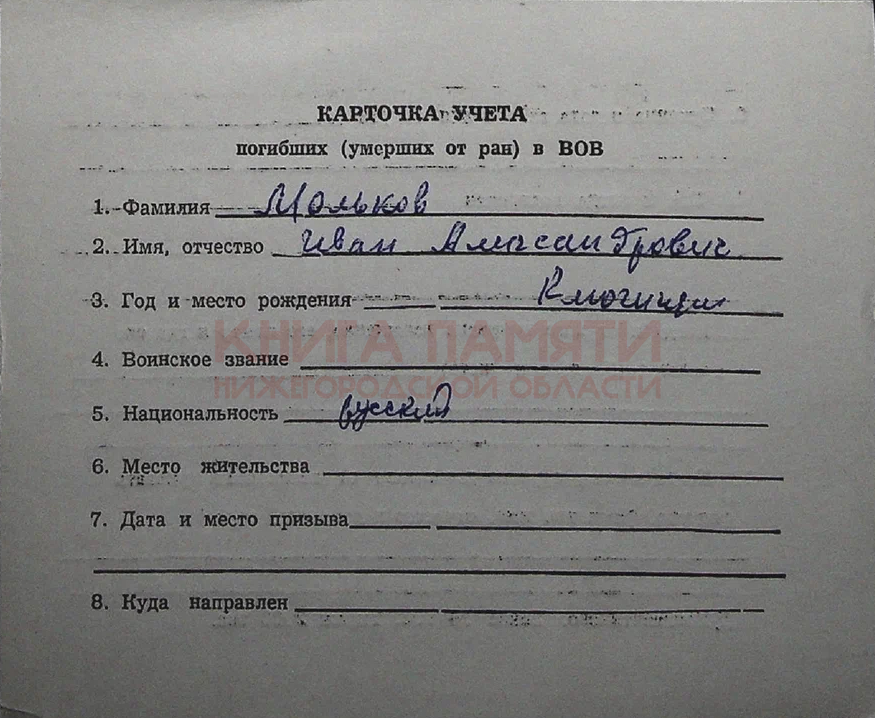 КАРТОЧКА УЧЕТА
погибших (умерших от ран) в ВОВ
1. Фамилия Мольков
2. Имя, отчество Иван Александрович
3. Год и место рождения Ключищи
КНИГА ПАМЯТИ
4. Воинское звание
НИЖЕГОРОДСКОЙ ОБЛАСТИ
5. Национальность русский
6. Место жительства
7. Дата и место призыва
8. Куда направлен